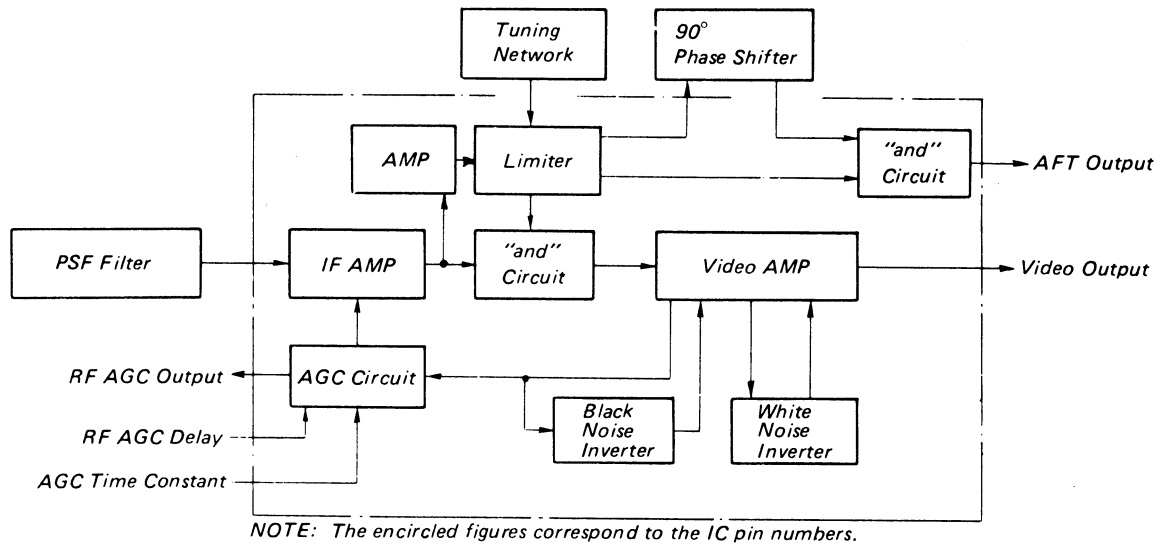 Tuning
Network
90°
Phase Shifter
AMP
Limiter
"and"
Circuit
AFT Output
PSF Filter
IF AMP
"and"
Circuit
Video AMP
Video Output
RF AGC Output
AGC Circuit
Black
Noise
Inverter
White
Noise
Inverter
RF AGC Delay
AGC Time Constant
NOTE: The encircled figures correspond to the IC pin numbers.